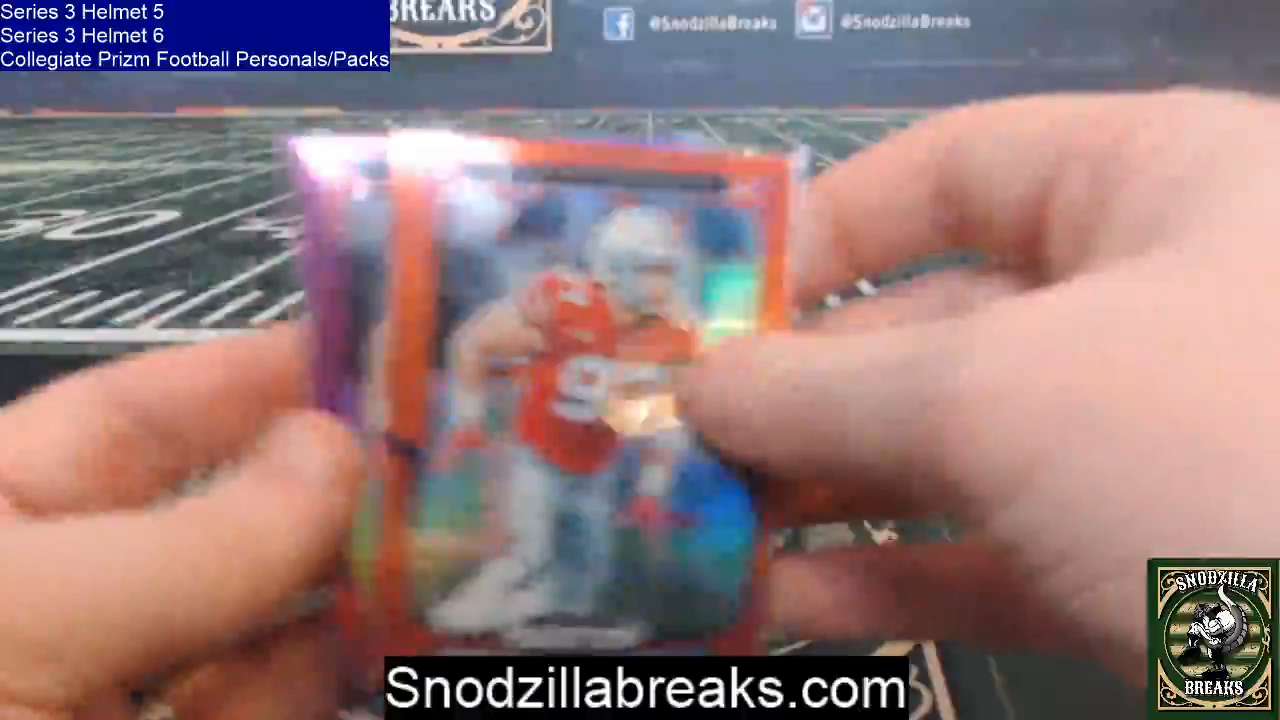 Series 3 Helmet 5
Series 3 Helmet 6
Collegiate Prizm Football Personals/Packs
BREAKS
@SnodzillaBreaks
@SnodzillaBreaks
Snodzillabreaks.com
SNODZILLA
BREAKS